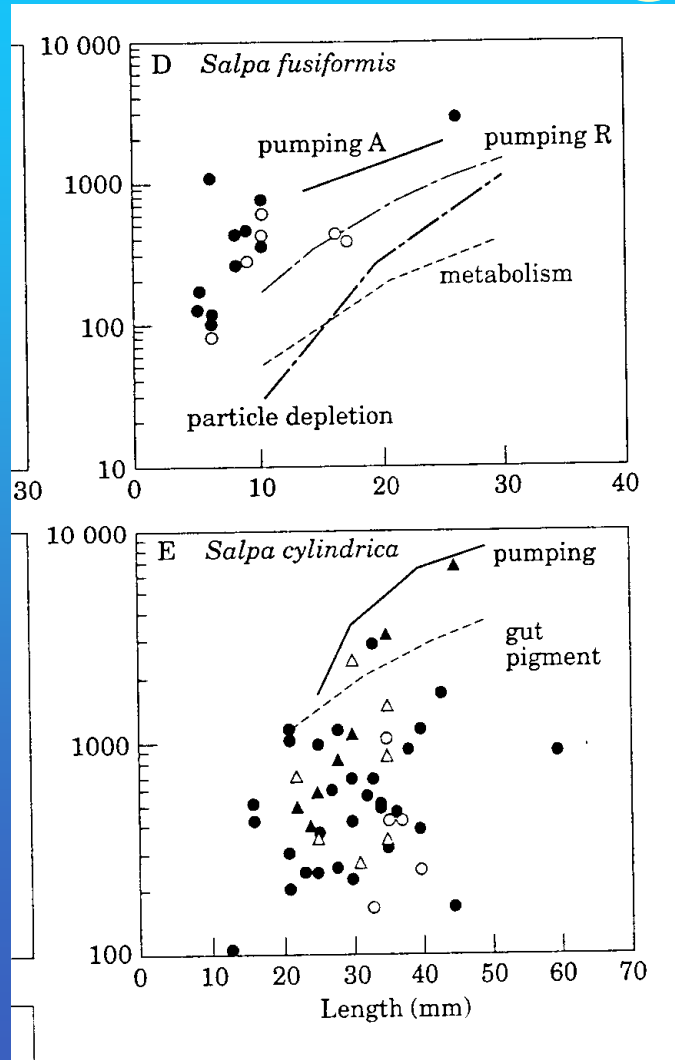 10 000
D Salpa fusiformis
pumping A
pumping R
1000
metabolism
100
particle depletion
10
0 10 20 30 40
30
10 000
E Salpa cylindrica
pumping
gut
pigment
1000
100
0 10 20 30 40 50 60 70
Length (mm)